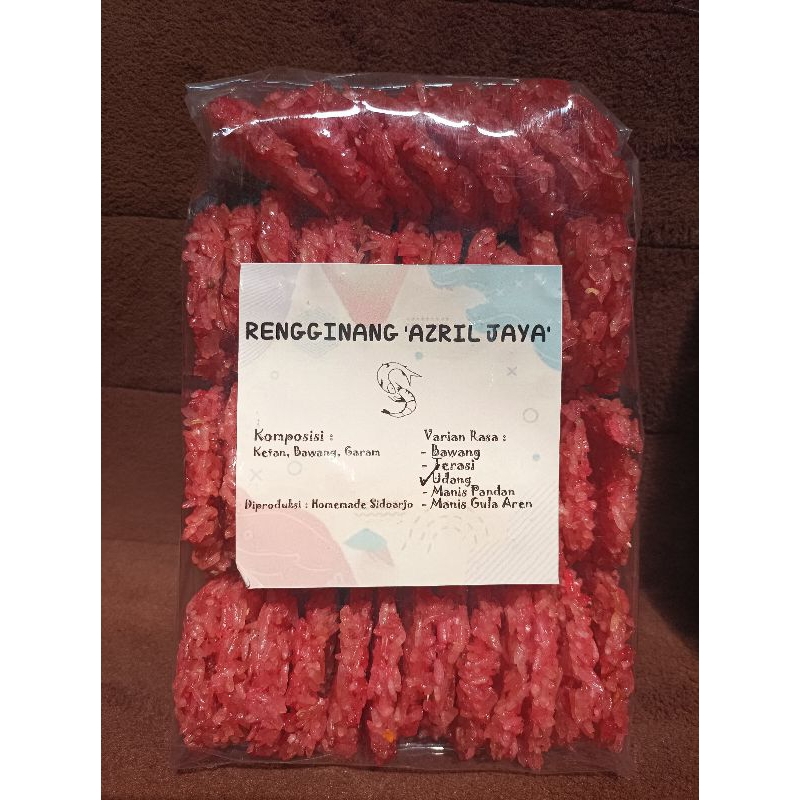 RENGGINANG 'AZRIL JAYA'
Komposisi :
Ketan, Bawang, Garam
Diproduksi : Homemade Sidoarjo
Varian Rasa :
- Bawang
- Terasi
✓Udang
- Manis Pandan
- Manis Gula Aren